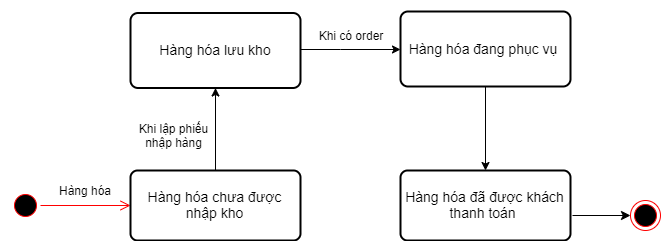 Hàng hóa
Hàng hóa chưa được
nhập kho
Khi lập phiếu
nhập hàng
Hàng hóa lưu kho
Khi có order
Hàng hóa đang phục vụ
Hàng hóa đã được khách
thanh toán